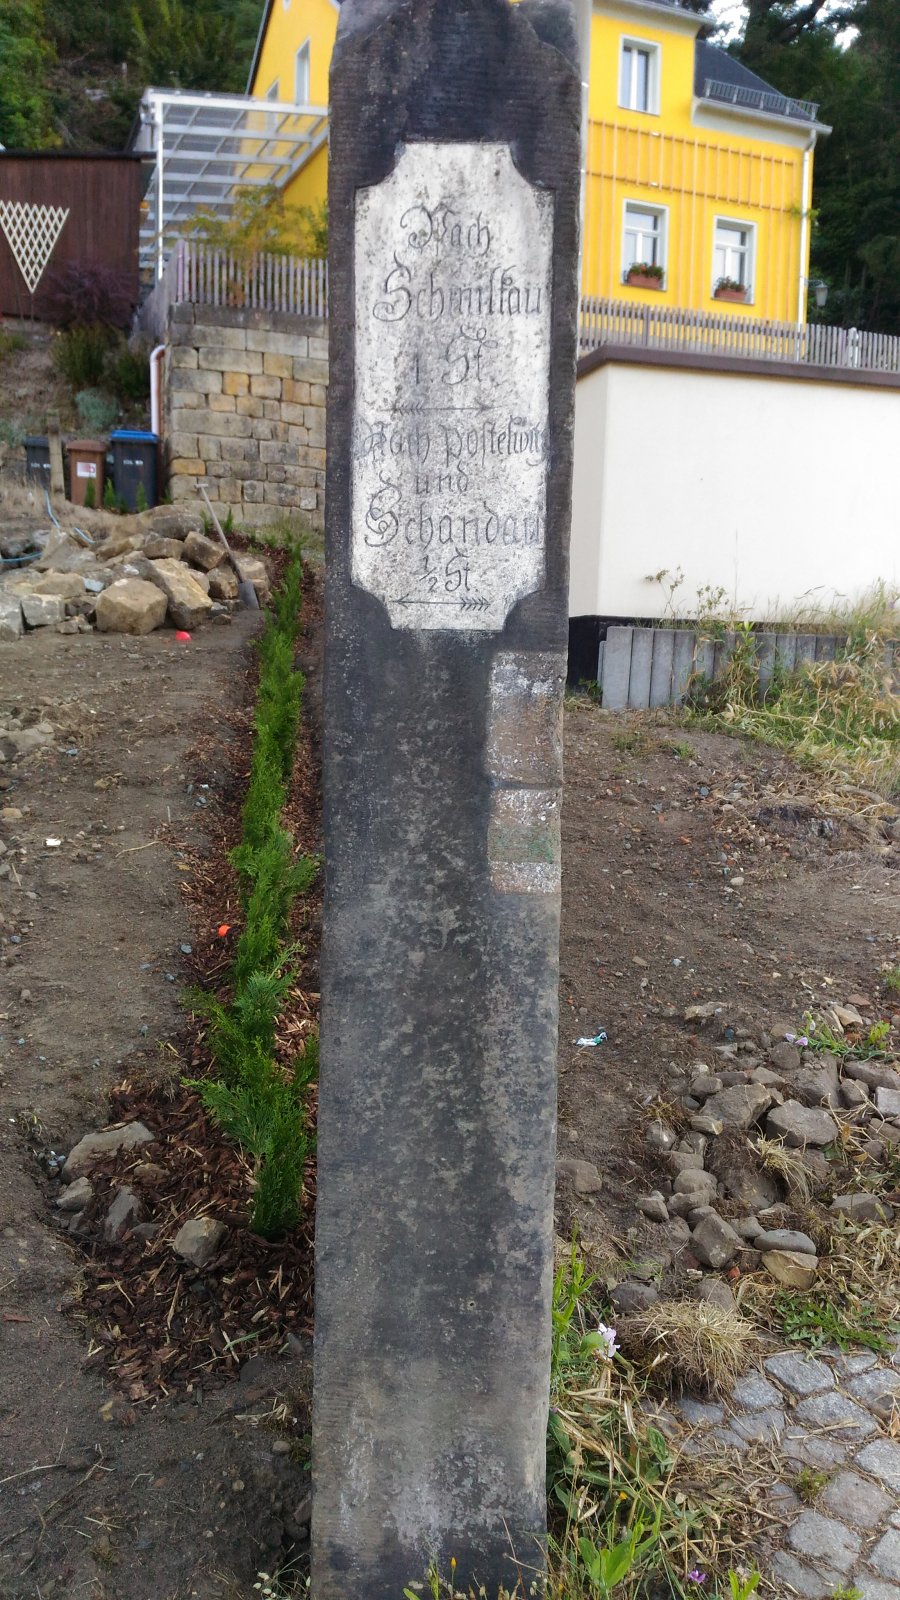 Nach
Schmilkau
1 St
Nach Postelwitz
und
Schandau
½ St